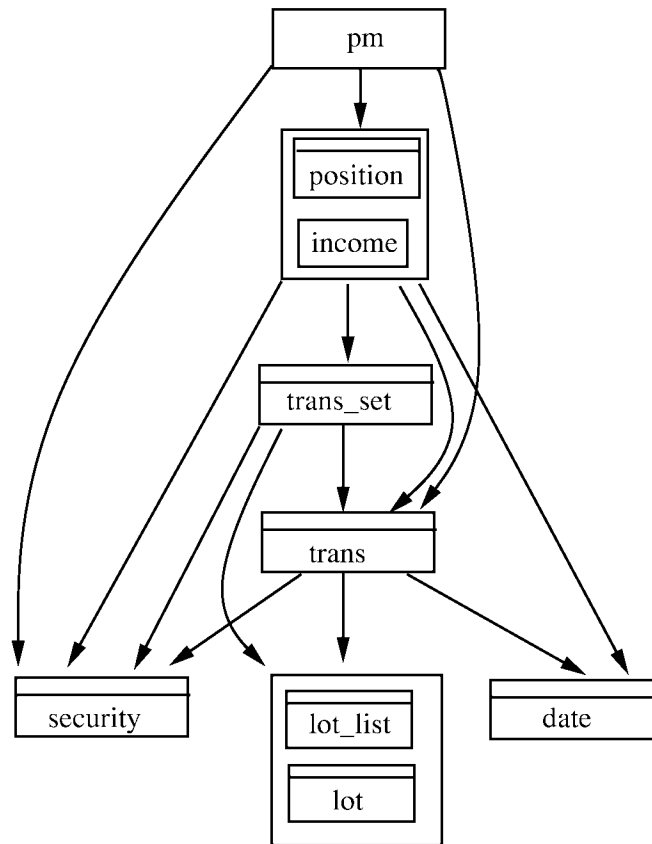 pm
position
income
trans_set
trans
security
lot_list
date
lot